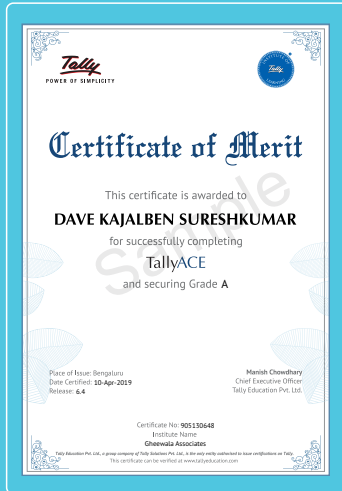 Tally
POWER OF SIMPLICITY
INSTITUTE OF
Tally
LEARNING
Certificate of Merit
This certificate is awarded to
DAVE KAJALBEN SURESHKUMAR
for successfully completing
TallyACE
and securing Grade A
Sample
Place of Issue: Bengaluru
Date Certified: 10-Apr-2019
Release: 6.4
Manish Chowdhary
Chief Executive Officer
Tally Education Pvt. Ltd.
Certificate No: 905130648
Institute Name
Gheewala Associates
Tally Education Pvt. Ltd., a group company of Tally Solutions Pvt. Ltd., is the only entity authorised to issue certifications on Tally.
This certificate can be verified at www.tallyeducation.com